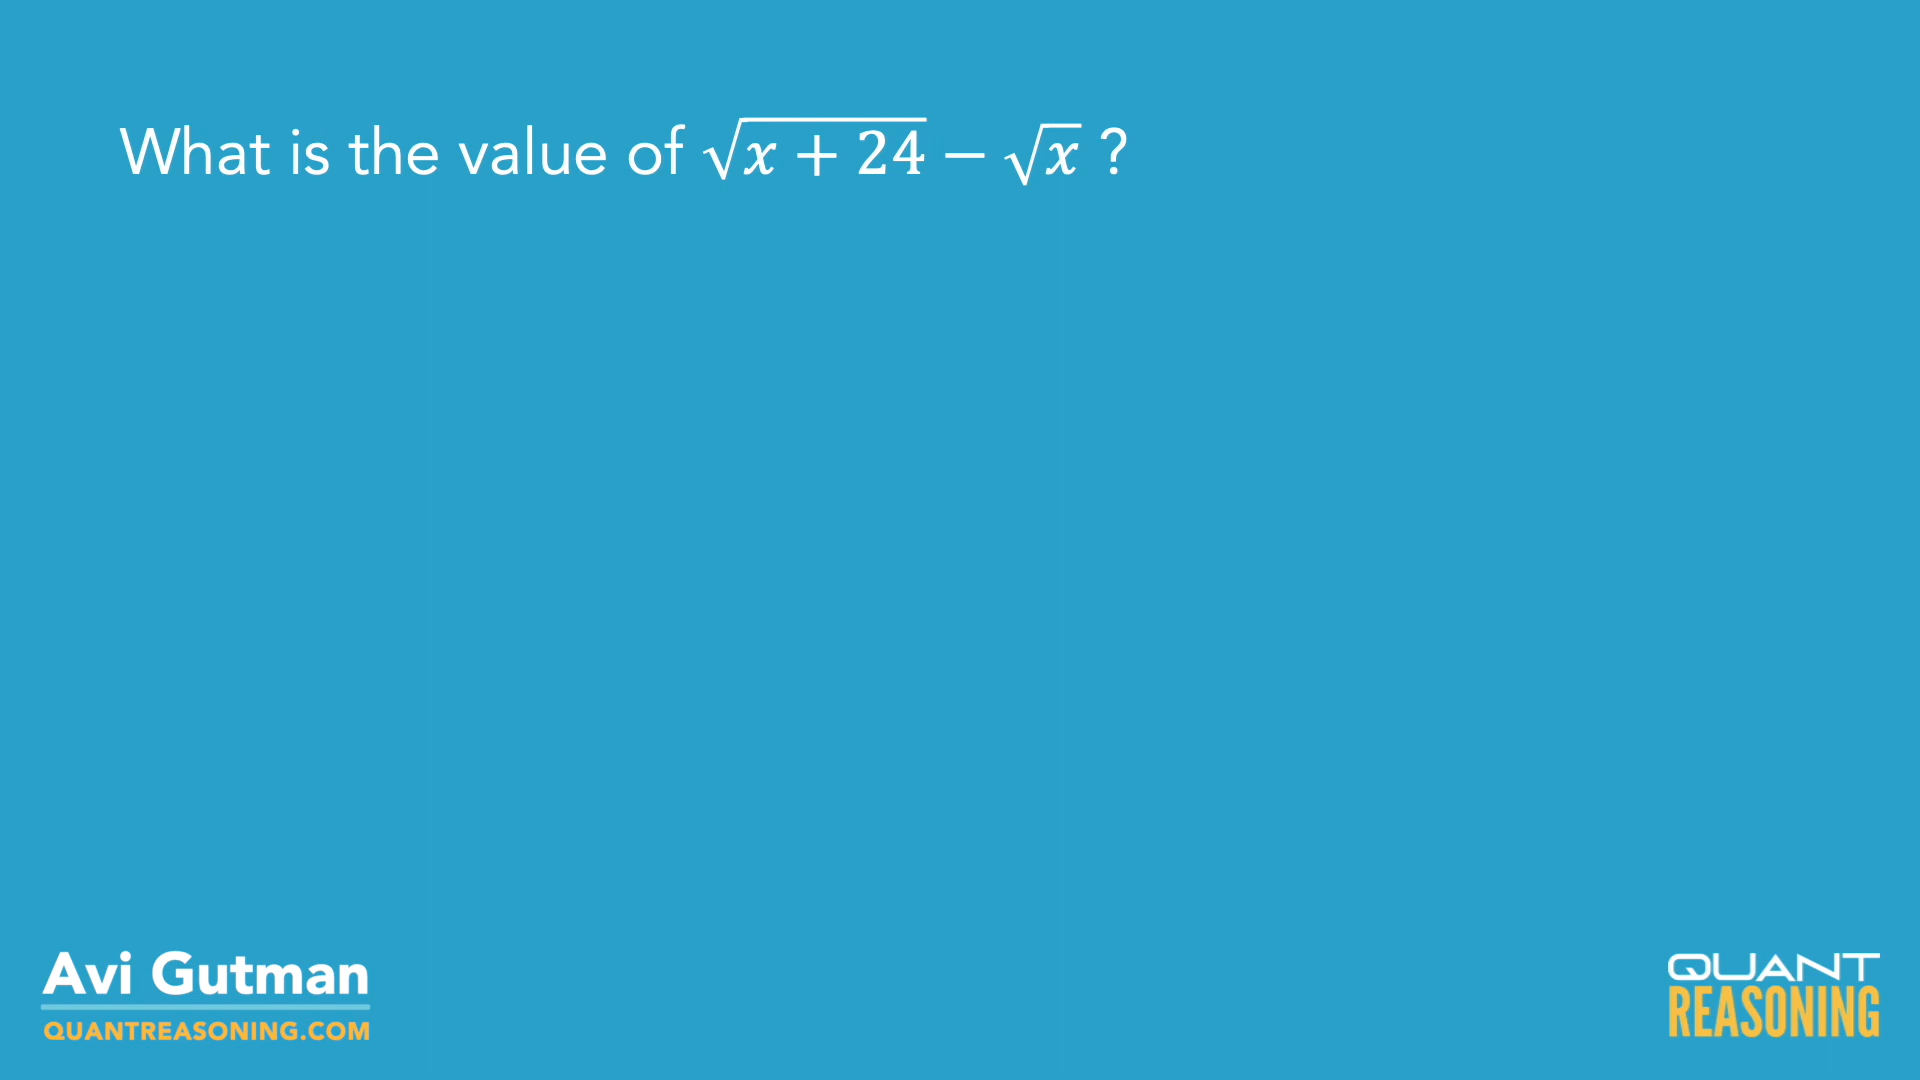 What is the value of √x + 24 − √x ?
Avi Gutman
QUANTREASONING.COM
QUANT
REASONING